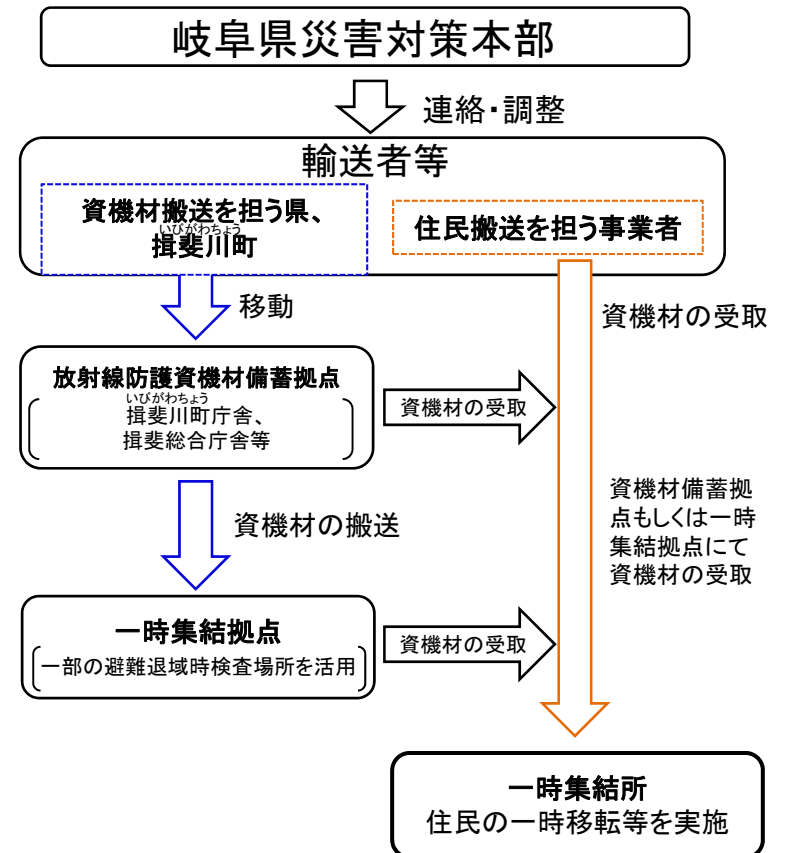 岐阜県災害対策本部
連絡・調整
輸送者等
資機材搬送を担う県、
いびがわちょう
揖斐川町
住民搬送を担う事業者
移動
資機材の受取
放射線防護資機材備蓄拠点
いびがわちょう
揖斐川町庁舎、
揖斐総合庁舎等
資機材の受取
資機材の搬送
資機材備蓄拠
点もしくは一時
集結拠点にて
資機材の受取
一時集結拠点
一部の避難退域時検査場所を活用
資機材の受取
一時集結所
住民の一時移転等を実施